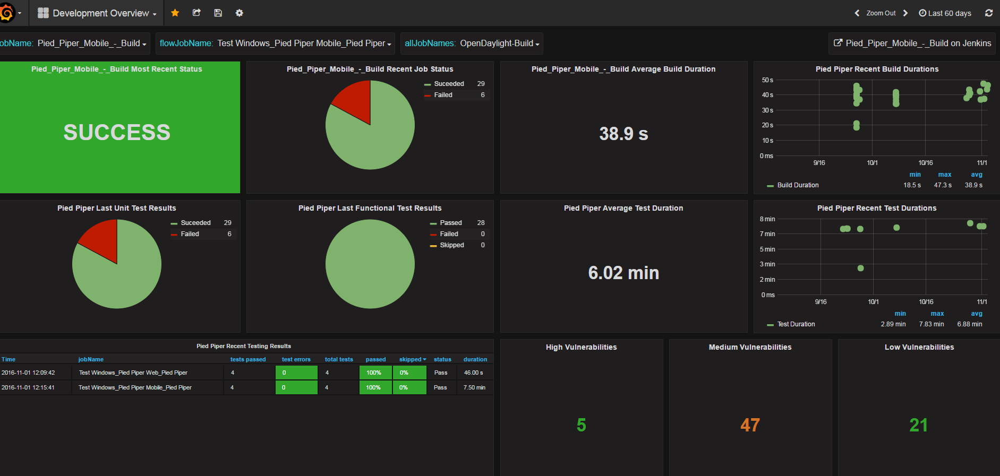 Development Overview
Zoom Out
Last 60 days
obName: Pied_Piper_Mobile_-_Build
flowJobName: Test Windows_Pied Piper Mobile_Pied Piper
allJobNames: OpenDaylight-Build
Pied_Piper_Mobile_-_Build on Jenkins
Pied_Piper_Mobile_-_Build Most Recent Status
SUCCESS
Pied_Piper_Mobile_-_Build Recent Job Status
Suceeded 29
Failed 6
Pied_Piper_Mobile_-_Build Average Build Duration
38.9 s
Pied Piper Recent Build Durations
50 s
40 s
30 s
20 s
10 s
0 ms
9/16 10/1 10/16 11/1
min max avg
Build Duration 18.5 s 47.3 s 38.9 s
Pied Piper Last Unit Test Results
Suceeded 29
Failed 6
Pied Piper Last Functional Test Results
Passed 28
Failed 0
Skipped 0
Pied Piper Average Test Duration
6.02 min
Pied Piper Recent Test Durations
8 min
7 min
5 min
3 min
2 min
0 ms
9/16 10/1 10/16 11/1
min max avg
Test Duration 2.89 min 7.83 min 6.88 min
Pied Piper Recent Testing Results
Time jobName tests passed test errors total tests passed skipped status duration
2016-11-01 12:09:42 Test Windows_Pied Piper Web_Pied Piper 4 0 4 100% 0% Pass 46.00 s
2016-11-01 12:15:41 Test Windows_Pied Piper Mobile_Pied Piper 4 0 4 100% 0% Pass 7.50 min
High Vulnerabilities
5
Medium Vulnerabilities
47
Low Vulnerabilities
21